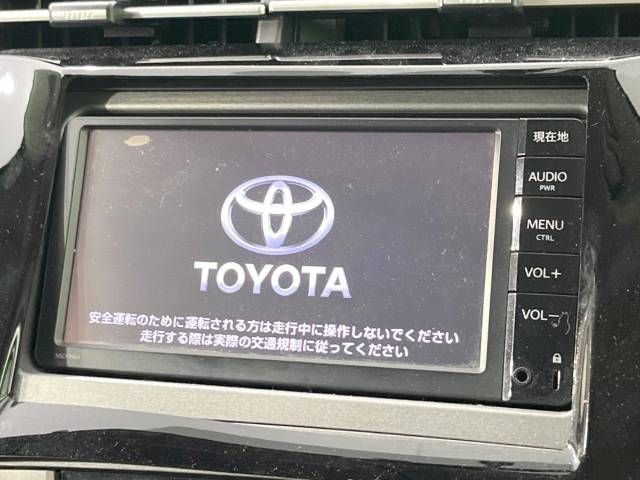 現在地
AUDIO
PWR
MENU
CTRL
VOL+
VOL−
TOYOTA
安全運転のために運転される方は走行中に操作しないでください
走行する際は実際の交通規制に従ってください